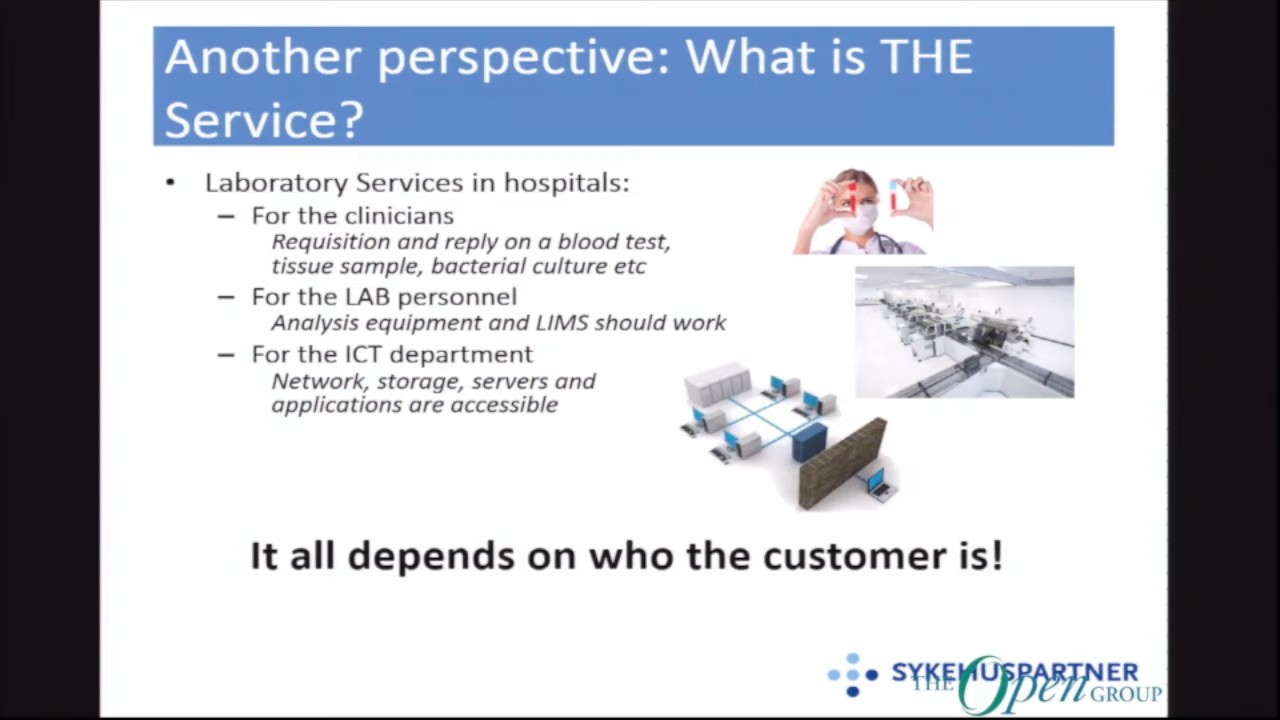 Another perspective: What is THE
Service?
• Laboratory Services in hospitals:
– For the clinicians
Requisition and reply on a blood test,
tissue sample, bacterial culture etc
– For the LAB personnel
Analysis equipment and LIMS should work
– For the ICT department
Network, storage, servers and
applications are accessible
It all depends on who the customer is!
SYKEHUSPARTNER
THE Open GROUP